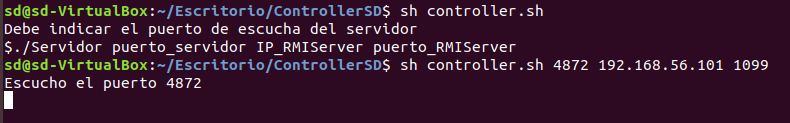 sd@sd-VirtualBox:~/Escritorio/ControllerSD$ sh controller.sh
Debe indicar el puerto de escucha del servidor
$./Servidor puerto_servidor IP_RMIServer puerto_RMIServer
sd@sd-VirtualBox:~/Escritorio/ControllerSD$ sh controller.sh 4872 192.168.56.101 1099
Escucho el puerto 4872